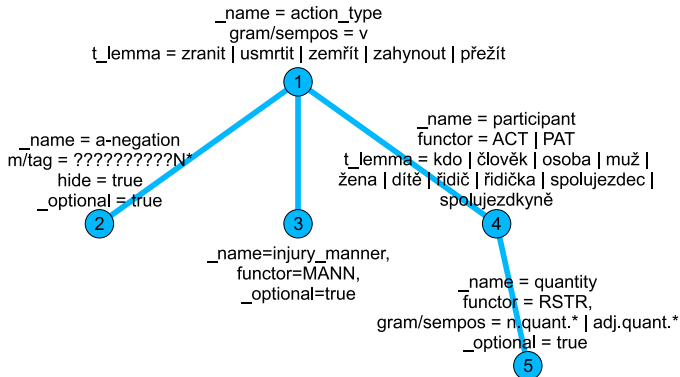 _name = action_type
gram/sempos = v
t_lemma = zranit | usmrtit | zemřít | zahynout | přežít
1
_name = a-negation
m/tag = ??????????N*
hide = true
_optional = true
2
3
_name=injury_manner,
functor=MANN,
_optional=true
_name = participant
functor = ACT | PAT
t_lemma = kdo | člověk | osoba | muž |
žena | dítě | řidič | řidička | spolujezdec |
spolujezdkyně
4
_name = quantity
functor = RSTR,
gram/sempos = n.quant.* | adj.quant.*
_optional = true
5